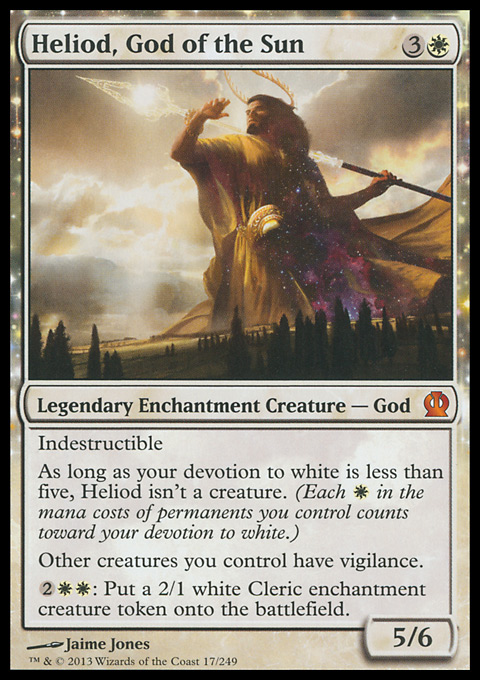 Heliod, God of the Sun 3
Legendary Enchantment Creature — God
Indestructible
As long as your devotion to white is less than
five, Heliod isn't a creature. (Each in the
mana costs of permanents you control counts
toward your devotion to white.)
Other creatures you control have vigilance.
2: Put a 2/1 white Cleric enchantment
creature token onto the battlefield.
5/6
Jaime Jones
™ & © 2013 Wizards of the Coast 17/249